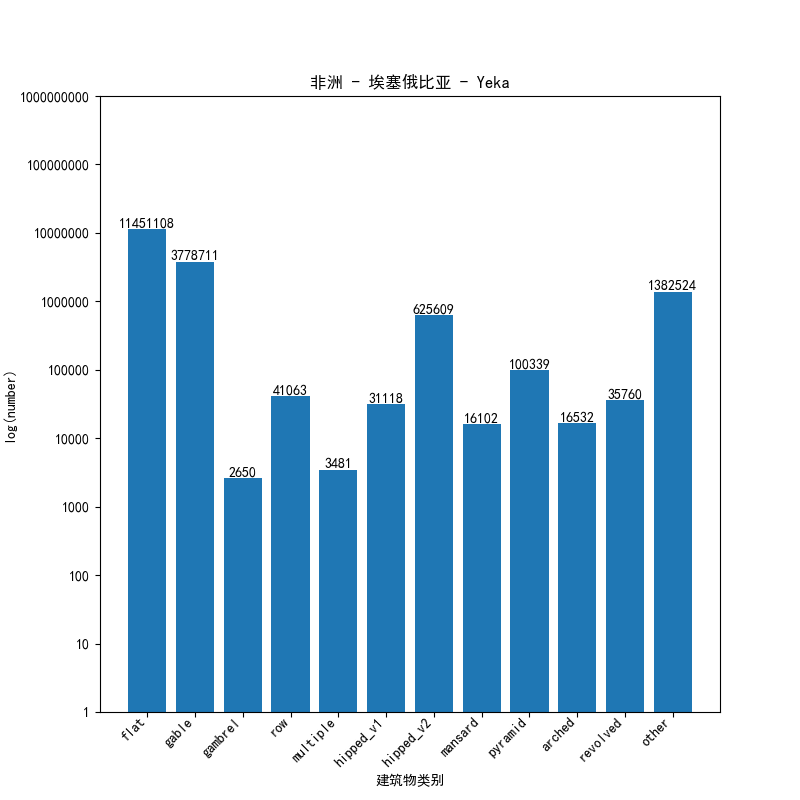 非洲 - 埃塞俄比亚 - Yeka
1000000000
100000000
10000000
1000000
100000
10000
1000
100
10
1
log(number)
11451108
3778711
2650
41063
3481
31118
625609
16102
100339
16532
35760
1382524
flat
gable
gambrel
row
multiple
hipped_v1
hipped_v2
mansard
pyramid
arched
revolved
other
建筑物类别